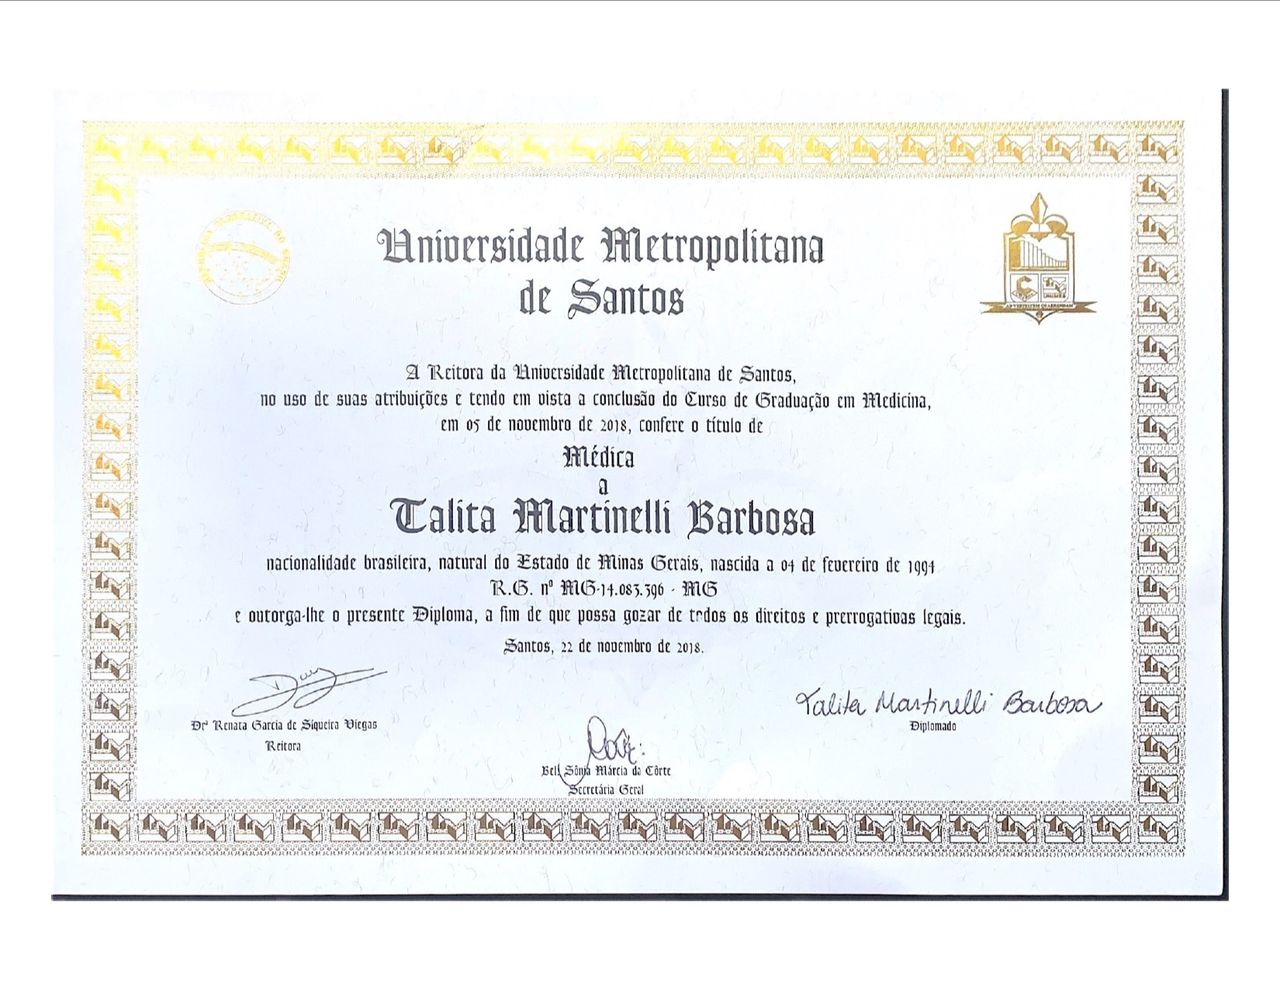 Universidade Metropolitana
de Santos
A Reitora da Universidade Metropolitana de Santos,
no uso de suas atribuições e tendo em vista a conclusão do Curso de Graduação em Medicina,
em 05 de novembro de 2018, confere o título de
Médica
a
Talita Martinelli Barbosa
nacionalidade brasileira, natural do Estado de Minas Gerais, nascida a 04 de fevereiro de 1994
R.G. nº MG-14.083.396 - MG
e outorga-lhe o presente Diploma, a fim de que possa gozar de todos os direitos e prerrogativas legais.
Santos, 22 de novembro de 2018.
Talita Martinelli Barbosa
Drª Renata Garcia de Siqueira Viegas
Diplomado
Reitora
Sônia Márcia da Côrte
Secretária Geral